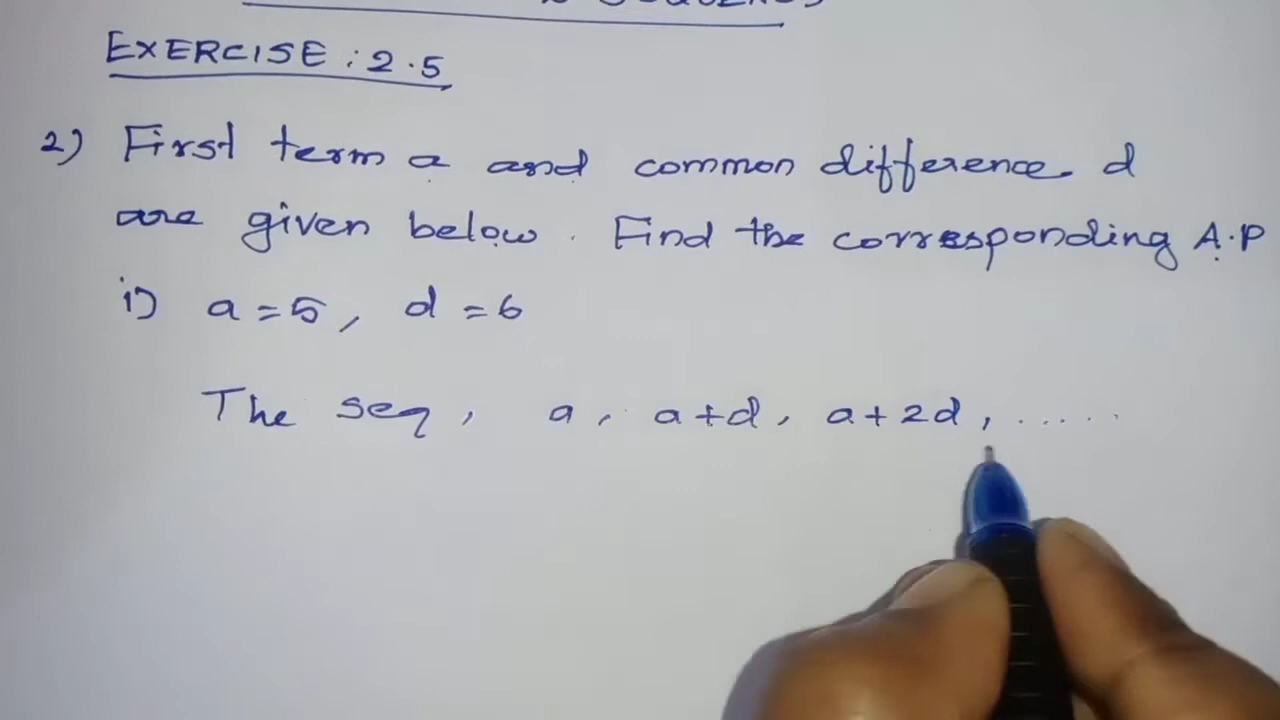 EXERCISE : 2.5
2) First term a and common difference d
are given below. Find the corresponding A.P
i) a = 5, d = 6
The seq, a, a+d, a+2d, .....